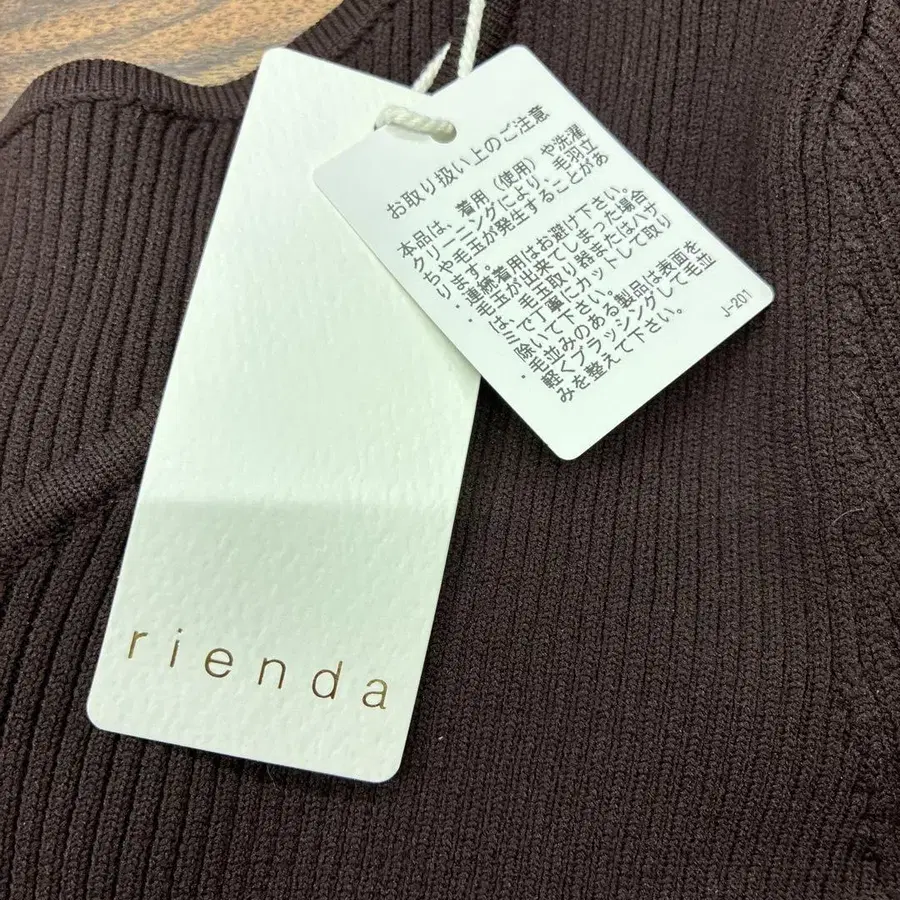 お取り扱い上のご注意
本品は、着用（使用）や洗濯
クリーニングにより、毛羽立
ちや毛玉が発生することがあ
ります。
・連続着用はお避け下さい。
・毛玉が出来てしまった場合
は、毛玉取り器またはハサ
ミで丁寧にカットして取り
除いて下さい。
・毛並みのある製品は表面を
軽くブラッシングして毛並
みを整えて下さい。
J-201
rienda